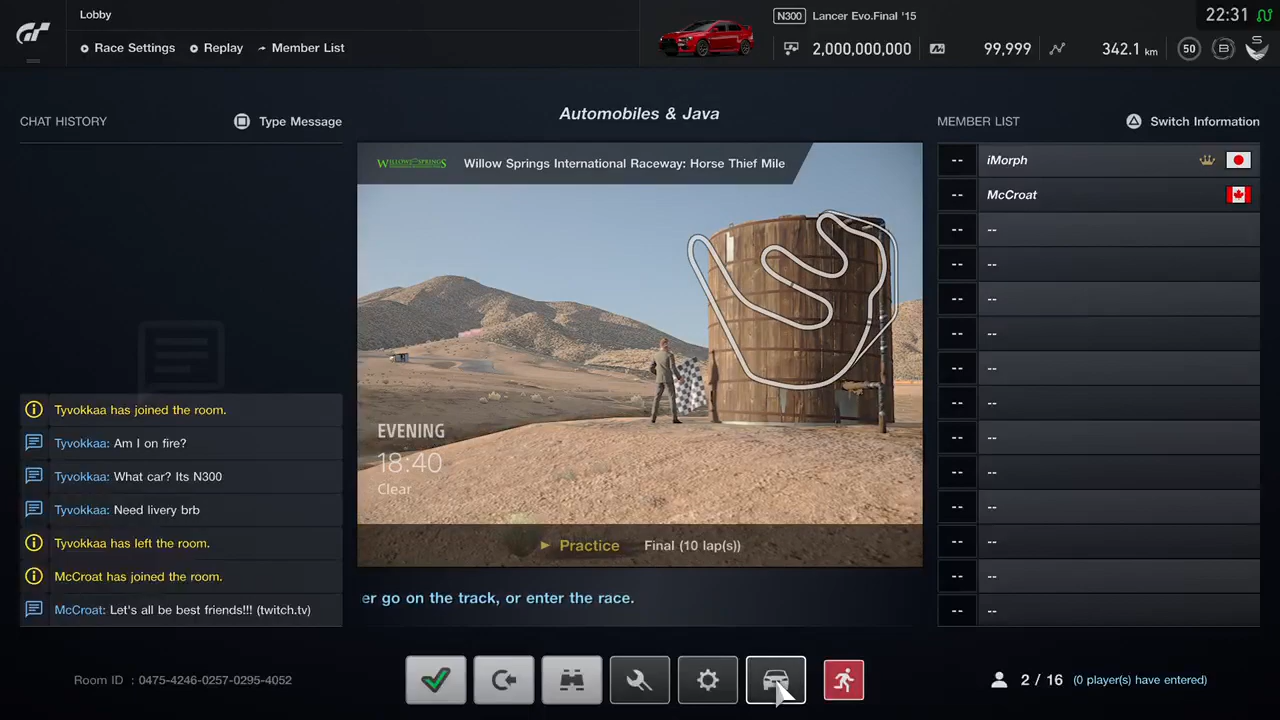 Lobby
Race Settings
Replay
Member List
N300
Lancer Evo.Final '15
2,000,000,000
99,999
342.1 km
22:31
50
B
S
CHAT HISTORY
Type Message
Automobiles & Java
MEMBER LIST
Switch Information
WILLOW SPRINGS
Willow Springs International Raceway: Horse Thief Mile
-- iMorph
-- McCroat
-- --
-- --
-- --
-- --
-- --
-- --
-- --
-- --
-- --
-- --
-- --
-- --
EVENING
18:40
Clear
Practice
Final (10 lap(s))
er go on the track, or enter the race.
Tyvokkaa has joined the room.
Tyvokkaa: Am I on fire?
Tyvokkaa: What car? Its N300
Tyvokkaa: Need livery brb
Tyvokkaa has left the room.
McCroat has joined the room.
McCroat: Let's all be best friends!!! (twitch.tv)
Room ID : 0475-4246-0257-0295-4052
2 / 16
(0 player(s) have entered)